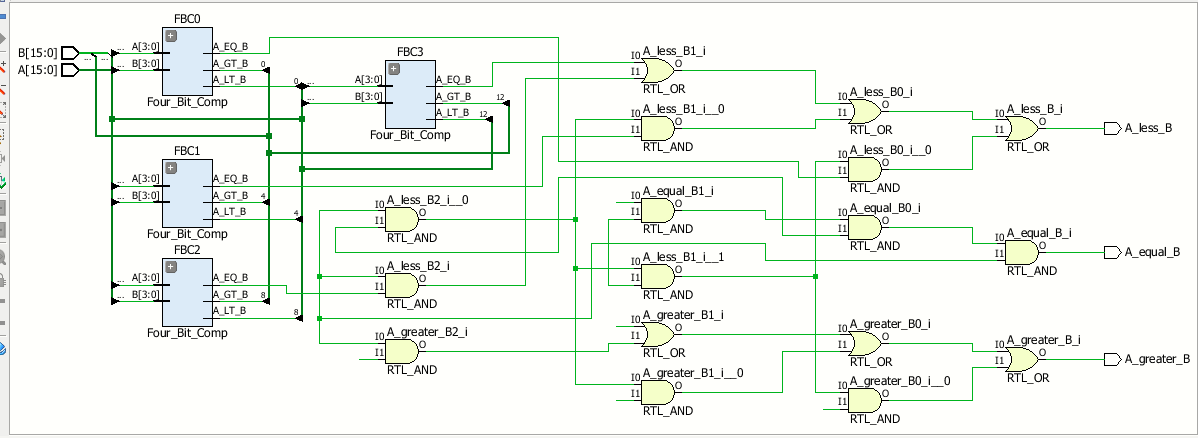 FBC0
B[15:0]
A[15:0]
...
A[3:0]
B[3:0]
A_EQ_B
A_GT_B
0
A_LT_B
Four_Bit_Comp
FBC3
0
...
A[3:0]
...
B[3:0]
A_EQ_B
A_GT_B
12
A_LT_B
12
Four_Bit_Comp
FBC1
...
A[3:0]
...
B[3:0]
A_EQ_B
A_GT_B
4
A_LT_B
4
Four_Bit_Comp
FBC2
...
A[3:0]
...
B[3:0]
A_EQ_B
A_GT_B
8
A_LT_B
8
Four_Bit_Comp
A_less_B2_i__0
I0
I1
O
RTL_AND
A_less_B2_i
I0
I1
O
RTL_AND
A_greater_B2_i
I0
I1
O
RTL_AND
A_less_B1_i
I0
I1
O
RTL_OR
A_less_B1_i__0
I0
I1
O
RTL_AND
A_equal_B1_i
I0
I1
O
RTL_AND
A_less_B1_i__1
I0
I1
O
RTL_AND
A_greater_B1_i
I0
I1
O
RTL_OR
A_greater_B1_i__0
I0
I1
O
RTL_AND
A_less_B0_i
I0
I1
O
RTL_OR
A_less_B0_i__0
I0
I1
O
RTL_AND
A_equal_B0_i
I0
I1
O
RTL_AND
A_greater_B0_i
I0
I1
O
RTL_OR
A_greater_B0_i__0
I0
I1
O
RTL_AND
A_less_B_i
I0
I1
O
RTL_OR
A_less_B
A_equal_B_i
I0
I1
O
RTL_AND
A_equal_B
A_greater_B_i
I0
I1
O
RTL_OR
A_greater_B